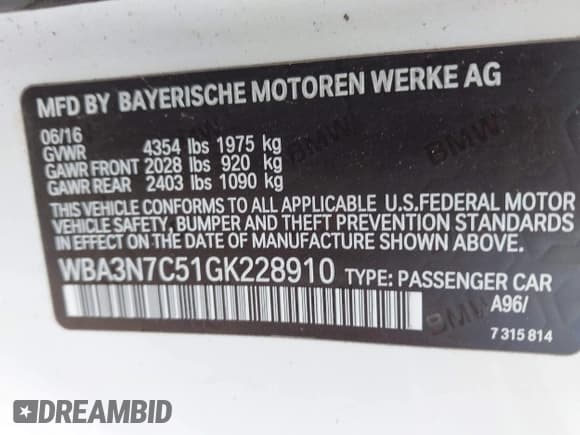 MFD BY BAYERISCHE MOTOREN WERKE AG
06/16
GVWR 4354 lbs 1975 kg
GAWR FRONT 2028 lbs 920 kg
GAWR REAR 2403 lbs 1090 kg
THIS VEHICLE CONFORMS TO ALL APPLICABLE U.S.FEDERAL MOTOR
VEHICLE SAFETY, BUMPER AND THEFT PREVENTION STANDARDS
IN EFFECT ON THE DATE OF MANUFACTURE SHOWN ABOVE.
WBA3N7C51GK228910 TYPE: PASSENGER CAR
A96/
7 315 814
DREAMBID